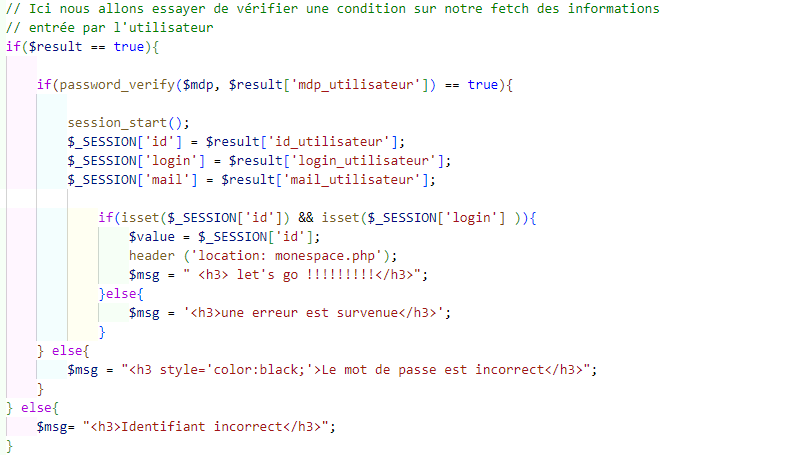 // Ici nous allons essayer de vérifier une condition sur notre fetch des informations
// entrée par l'utilisateur
if($result == true){
if(password_verify($mdp, $result['mdp_utilisateur']) == true){
session_start();
$_SESSION['id'] = $result['id_utilisateur'];
$_SESSION['login'] = $result['login_utilisateur'];
$_SESSION['mail'] = $result['mail_utilisateur'];
if(isset($_SESSION['id']) && isset($_SESSION['login'] )){
$value = $_SESSION['id'];
header ('location: monespace.php');
$msg = " <h3> let's go !!!!!!!!!</h3>";
}else{
$msg = '<h3>une erreur est survenue</h3>';
}
} else{
$msg = "<h3 style='color:black;'>Le mot de passe est incorrect</h3>";
}
} else{
$msg= "<h3>Identifiant incorrect</h3>";
}